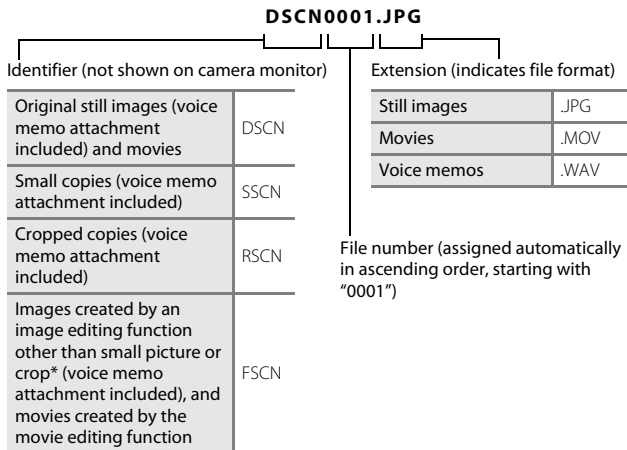 DSCN0001.JPG
Identifier (not shown on camera monitor)
Original still images (voice
memo attachment
included) and movies
DSCN
Small copies (voice memo
attachment included)
SSCN
Cropped copies (voice
memo attachment
included)
RSCN
Images created by an
image editing function
other than small picture or
crop* (voice memo
attachment included), and
movies created by the
movie editing function
FSCN
Extension (indicates file format)
Still images
.JPG
Movies
.MOV
Voice memos
.WAV
File number (assigned automatically
in ascending order, starting with
“0001”)